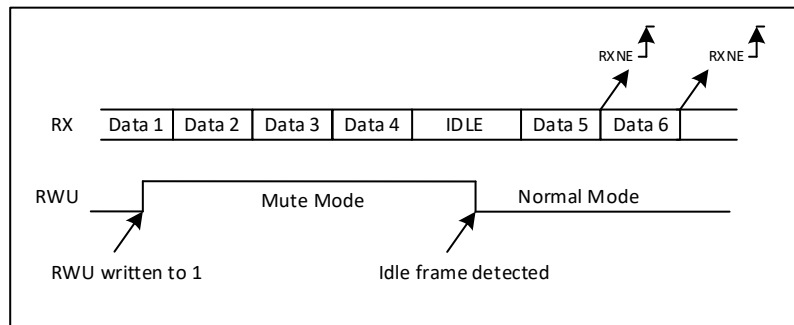 RXNE RXNE
RX Data 1 Data 2 Data 3 Data 4 IDLE Data 5 Data 6
RWU Mute Mode Normal Mode
RWU written to 1 Idle frame detected